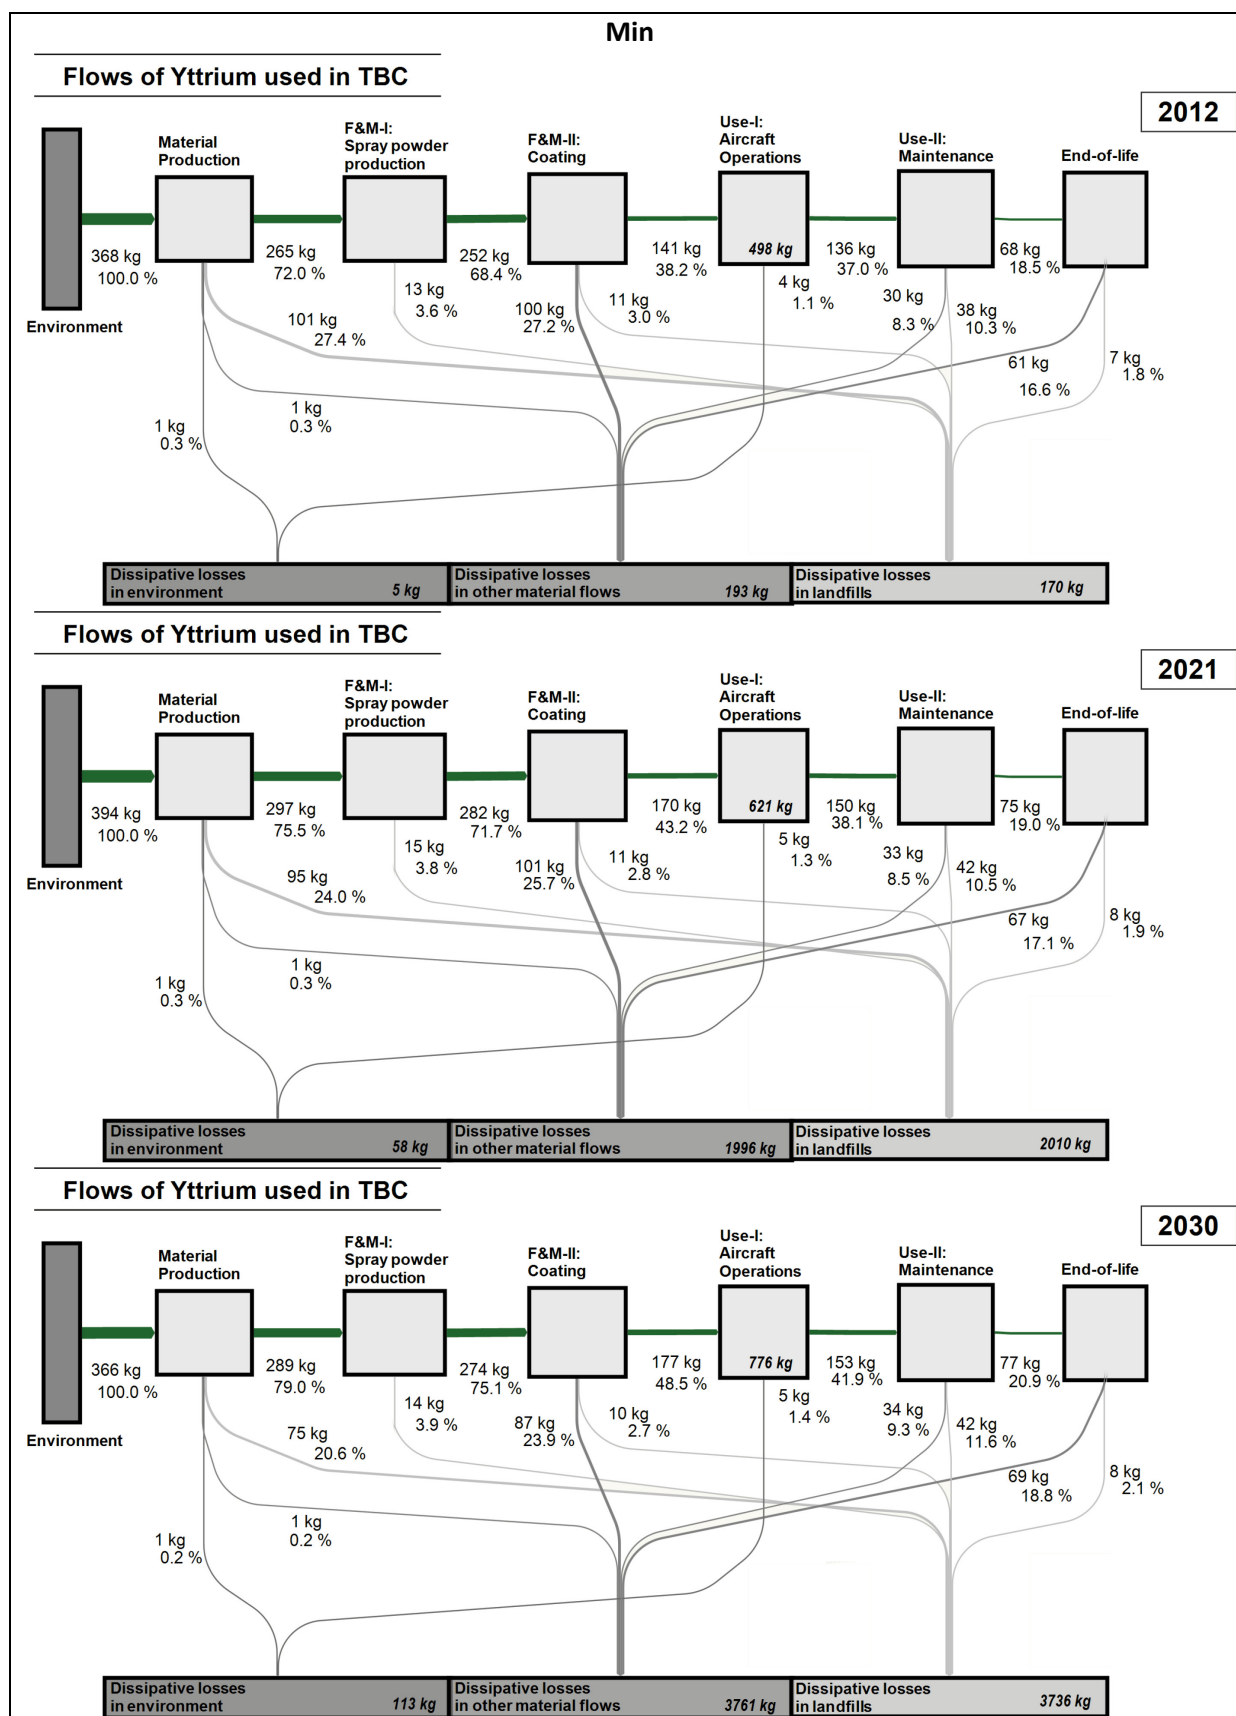 Min
Flows of Yttrium used in TBC
2012
Material
Production
F&M-I:
Spray powder
production
F&M-II:
Coating
Use-I:
Aircraft
Operations
Use-II:
Maintenance
End-of-life
Environment
368 kg
100.0 %
265 kg
72.0 %
252 kg
68.4 %
141 kg
38.2 %
498 kg
136 kg
37.0 %
68 kg
18.5 %
101 kg
27.4 %
13 kg
3.6 %
100 kg
27.2 %
11 kg
3.0 %
4 kg
1.1 %
30 kg
8.3 %
38 kg
10.3 %
61 kg
16.6 %
7 kg
1.8 %
1 kg
0.3 %
1 kg
0.3 %
Dissipative losses
in environment 5 kg
Dissipative losses
in other material flows 193 kg
Dissipative losses
in landfills 170 kg
Flows of Yttrium used in TBC
2021
Material
Production
F&M-I:
Spray powder
production
F&M-II:
Coating
Use-I:
Aircraft
Operations
Use-II:
Maintenance
End-of-life
Environment
394 kg
100.0 %
297 kg
75.5 %
282 kg
71.7 %
170 kg
43.2 %
621 kg
150 kg
38.1 %
75 kg
19.0 %
95 kg
24.0 %
15 kg
3.8 %
101 kg
25.7 %
11 kg
2.8 %
5 kg
1.3 %
33 kg
8.5 %
42 kg
10.5 %
67 kg
17.1 %
8 kg
1.9 %
1 kg
0.3 %
1 kg
0.3 %
Dissipative losses
in environment 58 kg
Dissipative losses
in other material flows 1996 kg
Dissipative losses
in landfills 2010 kg
Flows of Yttrium used in TBC
2030
Material
Production
F&M-I:
Spray powder
production
F&M-II:
Coating
Use-I:
Aircraft
Operations
Use-II:
Maintenance
End-of-life
Environment
366 kg
100.0 %
289 kg
79.0 %
274 kg
75.1 %
177 kg
48.5 %
776 kg
153 kg
41.9 %
77 kg
20.9 %
75 kg
20.6 %
14 kg
3.9 %
87 kg
23.9 %
10 kg
2.7 %
5 kg
1.4 %
34 kg
9.3 %
42 kg
11.6 %
69 kg
18.8 %
8 kg
2.1 %
1 kg
0.2 %
1 kg
0.2 %
Dissipative losses
in environment 113 kg
Dissipative losses
in other material flows 3761 kg
Dissipative losses
in landfills 3736 kg